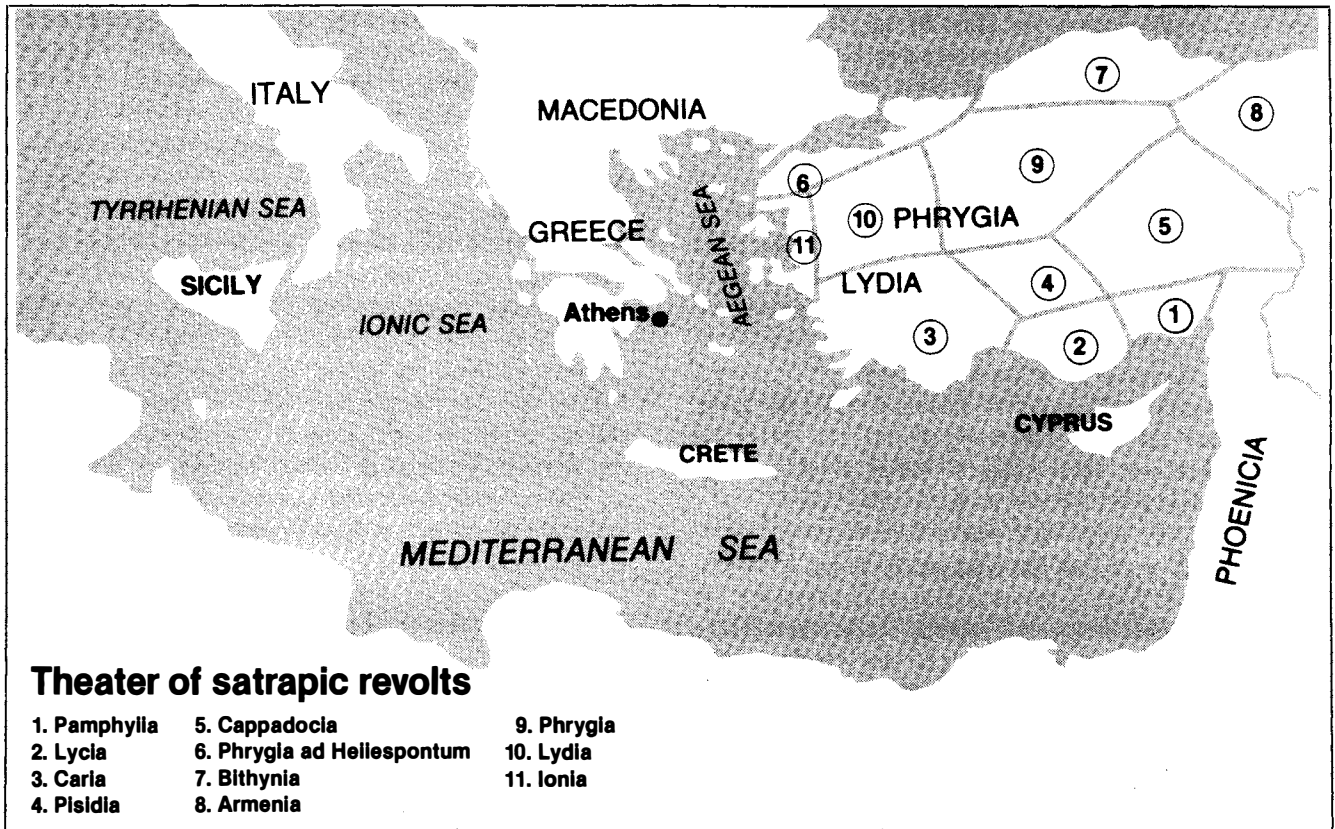 ITALY
MACEDONIA
7
8
9
TYRRHENIAN SEA
6
AEGEAN SEA
10 PHRYGIA
5
GREECE
11
SICILY
LYDIA
4
Athens
IONIC SEA
1
3
2
CYPRUS
CRETE
PHOENICIA
MEDITERRANEAN SEA
Theater of satrapic revolts
1. Pamphylia
2. Lycia
3. Caria
4. Pisidia
5. Cappadocia
6. Phrygia ad Hellespontum
7. Bithynia
8. Armenia
9. Phrygia
10. Lydia
11. Ionia